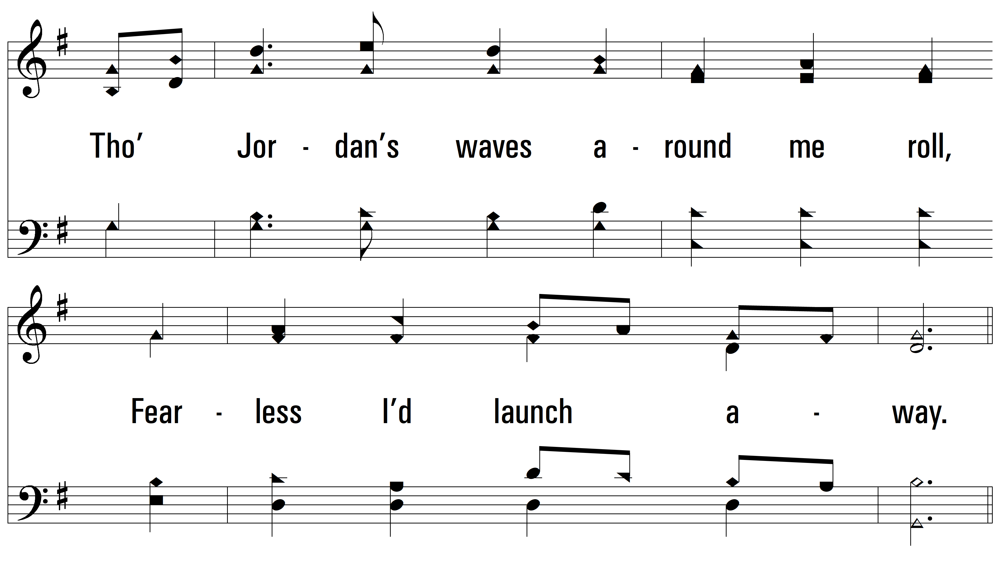 Tho’ Jor - dan’s waves a - round me roll,
Fear - less I’d launch a - way.